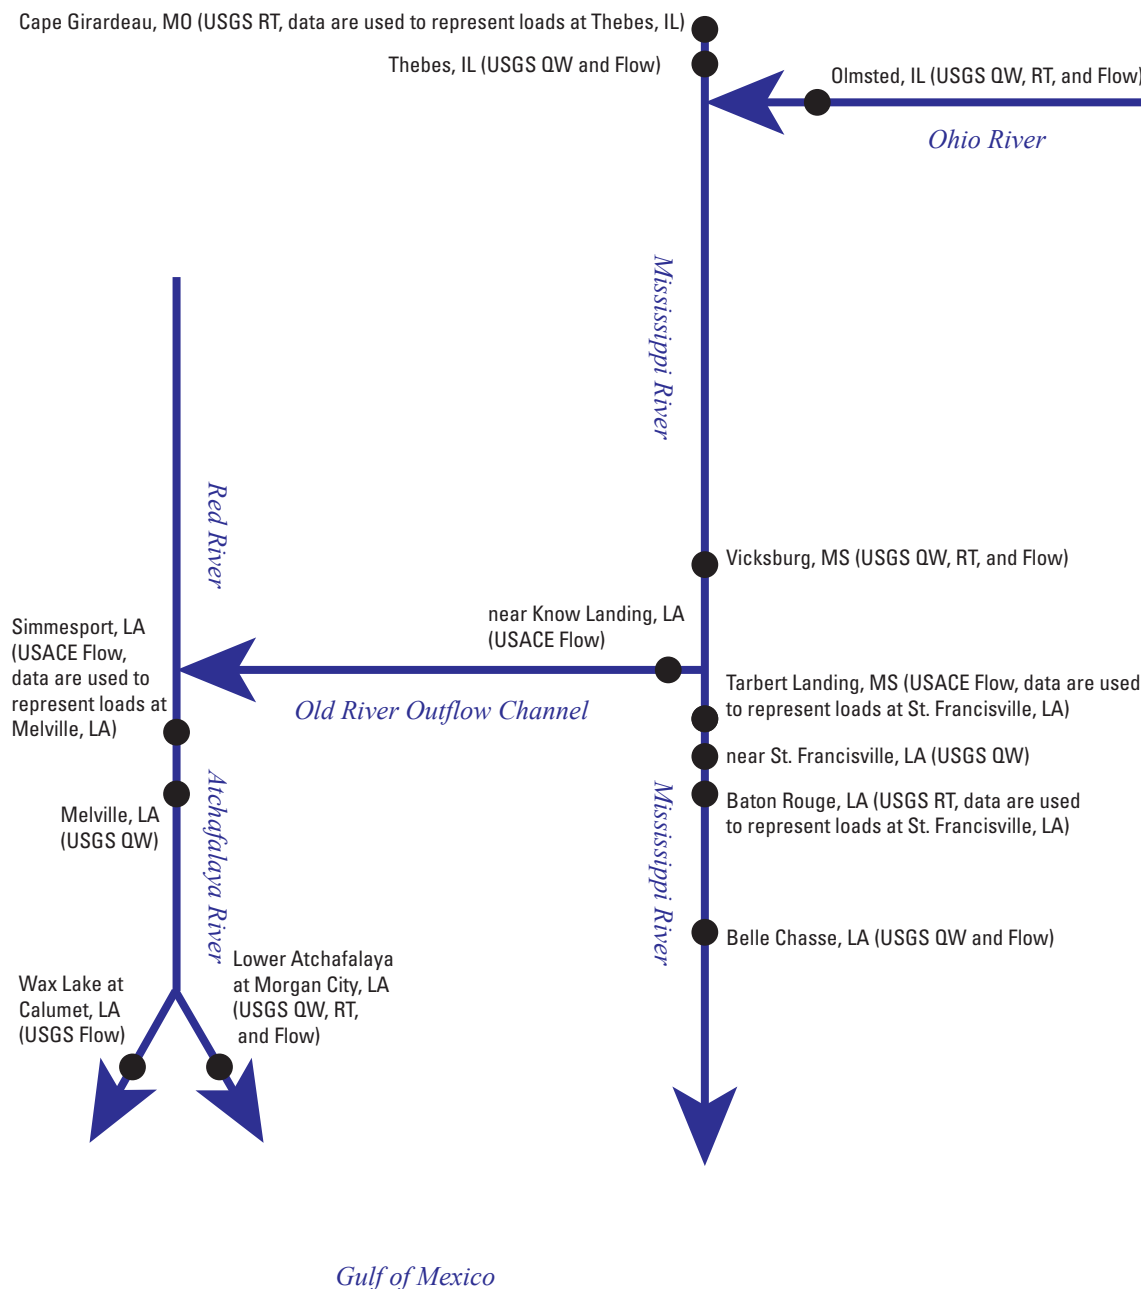 Cape Girardeau, MO (USGS RT, data are used to represent loads at Thebes, IL)
Thebes, IL (USGS QW and Flow)
Olmsted, IL (USGS QW, RT, and Flow)
Ohio River
Mississippi River
Red River
Vicksburg, MS (USGS QW, RT, and Flow)
near Know Landing, LA
(USACE Flow)
Simmesport, LA
(USACE Flow,
data are used to
represent loads at
Melville, LA)
Old River Outflow Channel
Tarbert Landing, MS (USACE Flow, data are used
to represent loads at St. Francisville, LA)
near St. Francisville, LA (USGS QW)
Baton Rouge, LA (USGS RT, data are used
to represent loads at St. Francisville, LA)
Melville, LA
(USGS QW)
Atchafalaya River
Mississippi River
Belle Chasse, LA (USGS QW and Flow)
Wax Lake at
Calumet, LA
(USGS Flow)
Lower Atchafalaya
at Morgan City, LA
(USGS QW, RT,
and Flow)
Gulf of Mexico